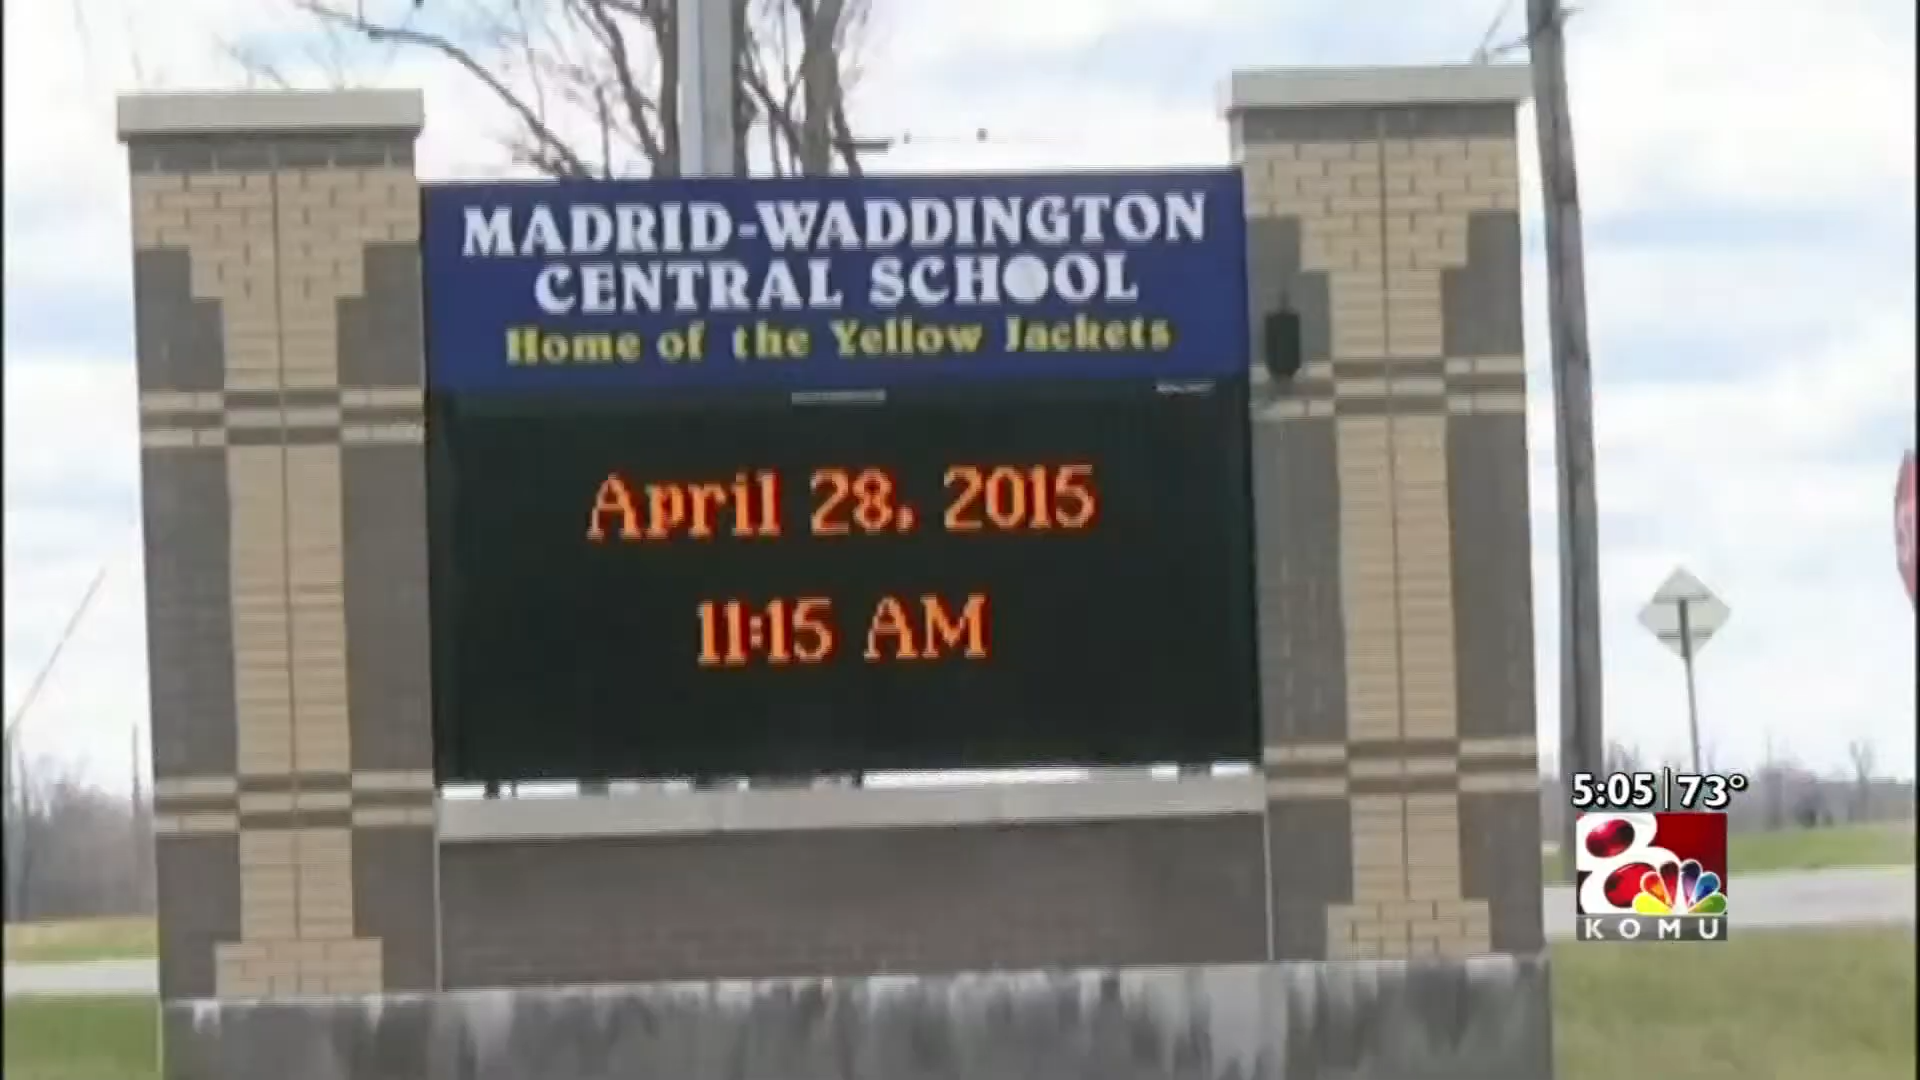 MADRID-WADDINGTON
CENTRAL SCHOOL
Home of the Yellow Jackets
April 28, 2015
11:15 AM
5:05 73°
8
KOMU